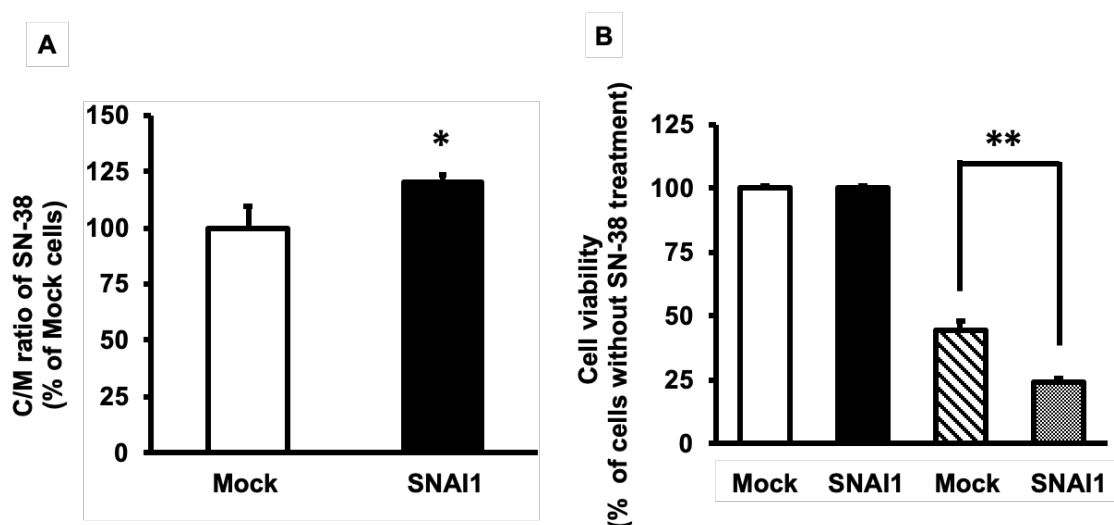 A
C/M ratio of SN-38
(% of Mock cells)
150
125
100
75
50
25
0
*
Mock SNAI1
B
Cell viability
(% of cells without SN-38 treatment)
125
100
75
50
25
0
**
Mock SNAI1 Mock SNAI1